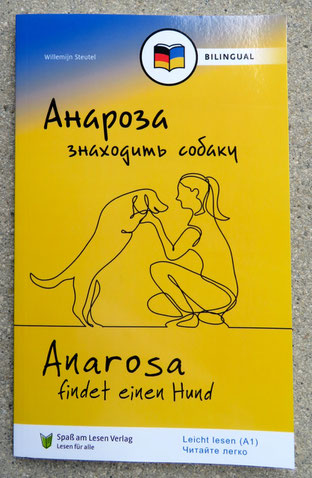 Willemijn Steutel
BILINGUAL
Анароза
знаходить собаку
Anarosa
findet einen Hund
Spaß am Lesen Verlag
Lesen für alle
Leicht lesen (A1)
Читайте легко